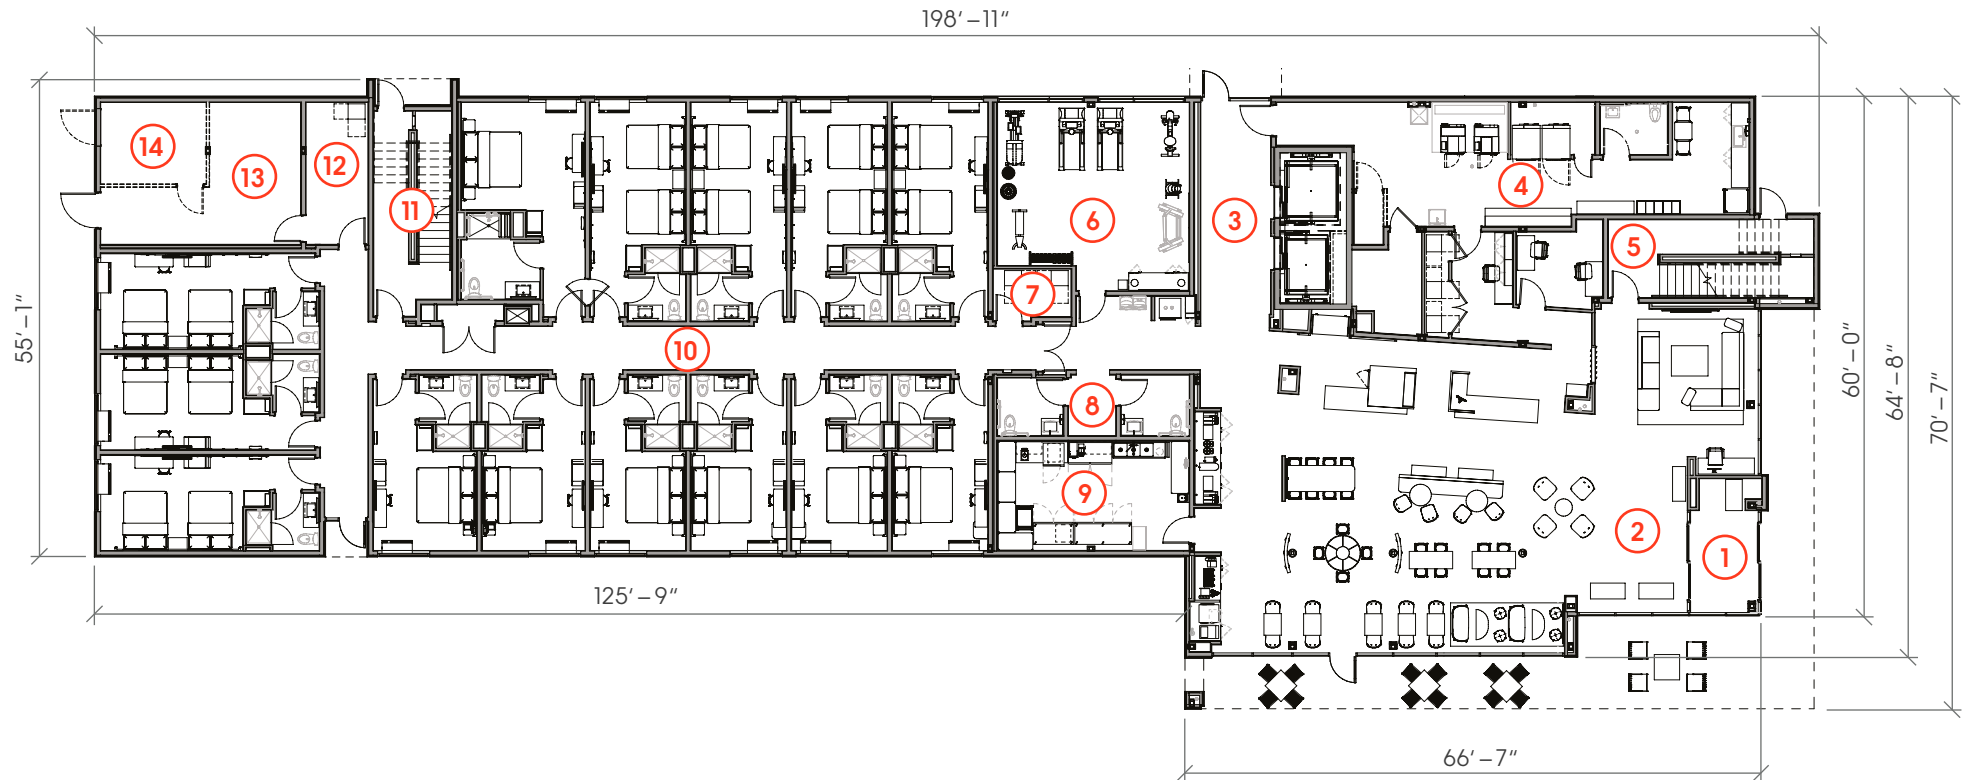 198' – 11"
14
13
12
11
6
3
4
5
7
55' – 1"
10
60' – 0"
64' – 8"
70' – 7"
8
9
2
1
125' – 9"
66' – 7"